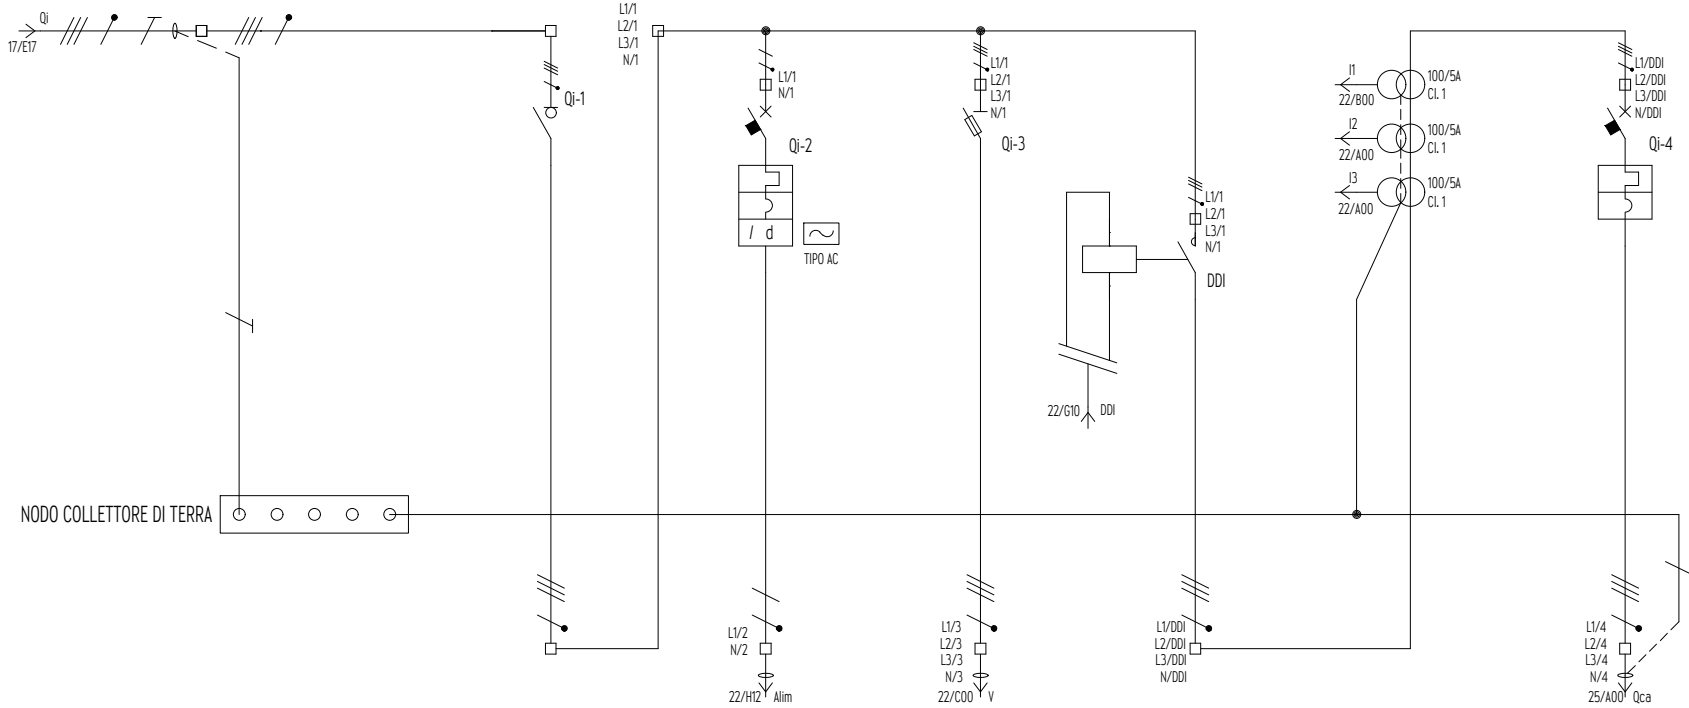 Qi
17/E17
Qi-1
L1/1
L2/1
L3/1
N/1
L1/1
N/1
Qi-2
I d
TIPO AC
L1/1
L2/1
L3/1
N/1
Qi-3
L1/1
L2/1
L3/1
N/1
DDI
22/G10 DDI
I1
22/B00
100/5A
Cl. 1
I2
22/A00
100/5A
Cl. 1
I3
22/A00
100/5A
Cl. 1
L1/DDI
L2/DDI
L3/DDI
N/DDI
Qi-4
NODO COLLETTORE DI TERRA
L1/2
N/2
22/H12 Alim
L1/3
L2/3
L3/3
N/3
22/C00 V
L1/DDI
L2/DDI
L3/DDI
N/DDI
L1/4
L2/4
L3/4
N/4
25/A00 Qca